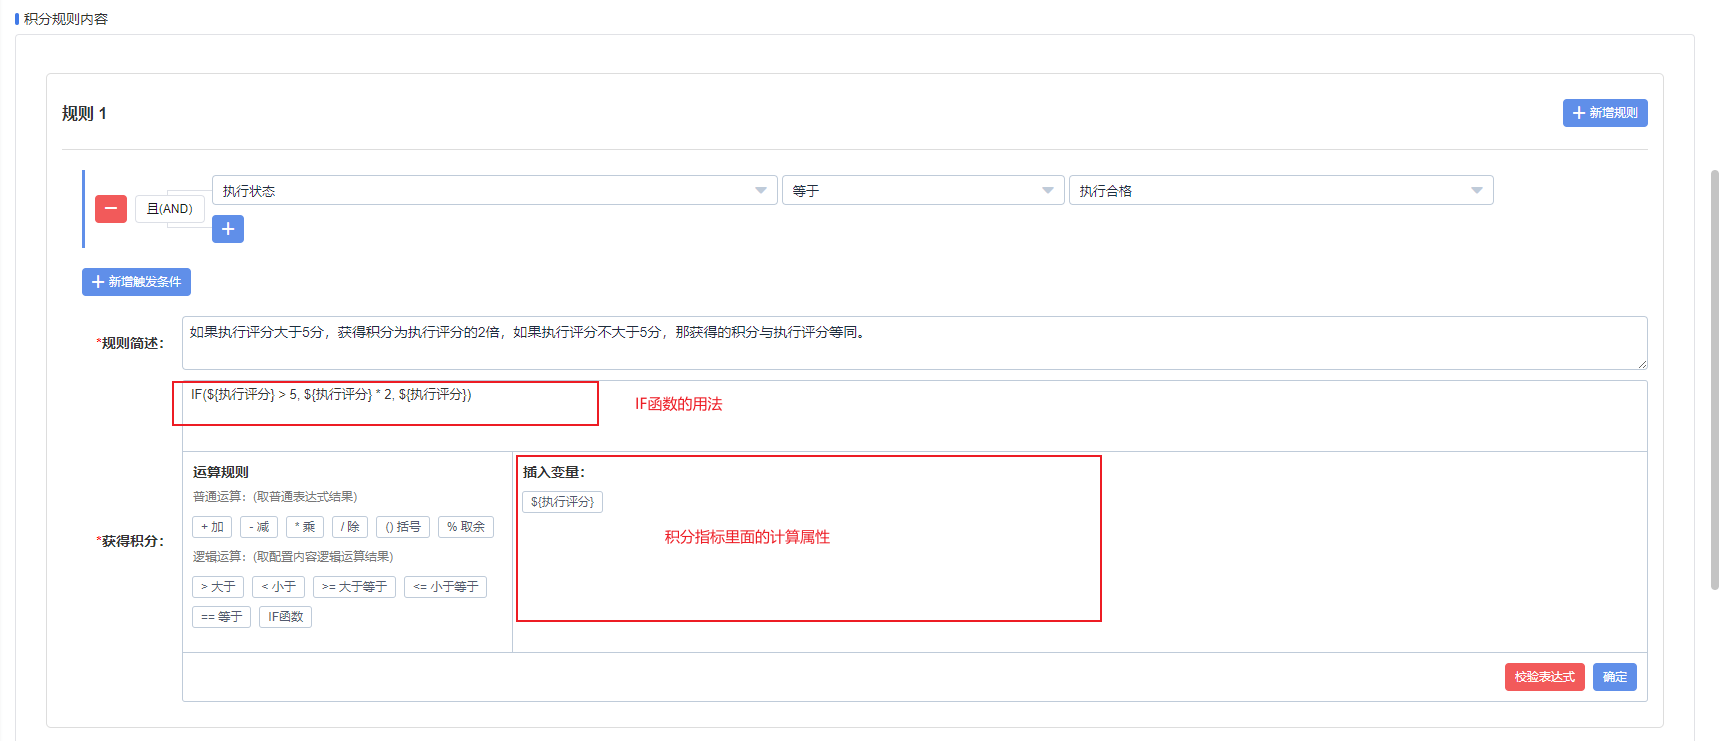 积分规则内容
规则 1
新增规则
且(AND)
执行状态
等于
执行合格
新增触发条件
*规则简述：
如果执行评分大于5分，获得积分为执行评分的2倍，如果执行评分不大于5分，那获得的积分与执行评分等同。
IF(${执行评分} > 5, ${执行评分} * 2, ${执行评分})
IF函数的用法
*获得积分：
运算规则
普通运算：(取普通表达式结果)
+ 加 - 减 * 乘 / 除 () 括号 % 取余
逻辑运算：(取配置内容逻辑运算结果)
> 大于 < 小于 >= 大于等于 <= 小于等于
== 等于 IF函数
插入变量：
${执行评分}
积分指标里面的计算属性
校验表达式 确定